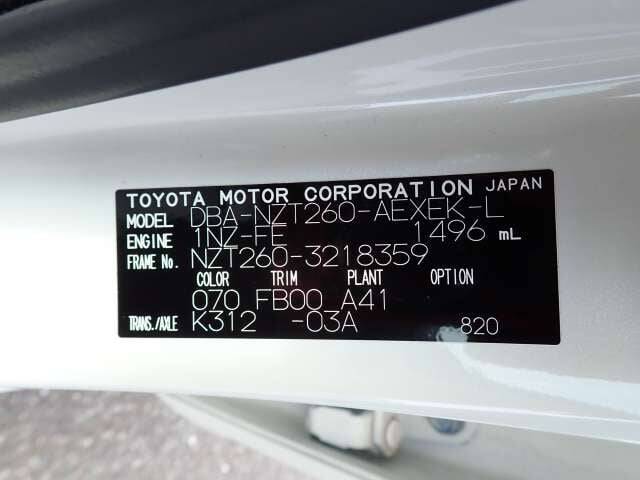 TOYOTA MOTOR CORPORATION JAPAN
MODEL DBA-NZT260-AEXEK-L
ENGINE 1NZ-FE 1496 mL
FRAME No. NZT260-3218359
COLOR TRIM PLANT OPTION
070 FB00 A41
TRANS./AXLE K312 -03A 820